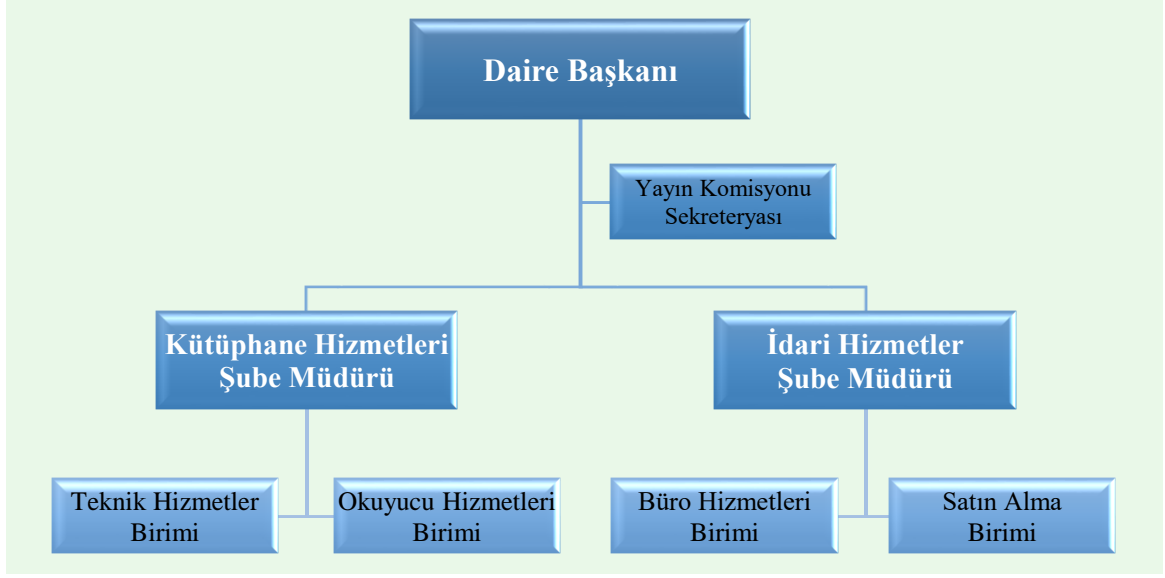 Daire Başkanı
Yayın Komisyonu
Sekreteryası
Kütüphane Hizmetleri
Şube Müdürü
İdari Hizmetler
Şube Müdürü
Teknik Hizmetler
Birimi
Okuyucu Hizmetleri
Birimi
Büro Hizmetleri
Birimi
Satın Alma
Birimi